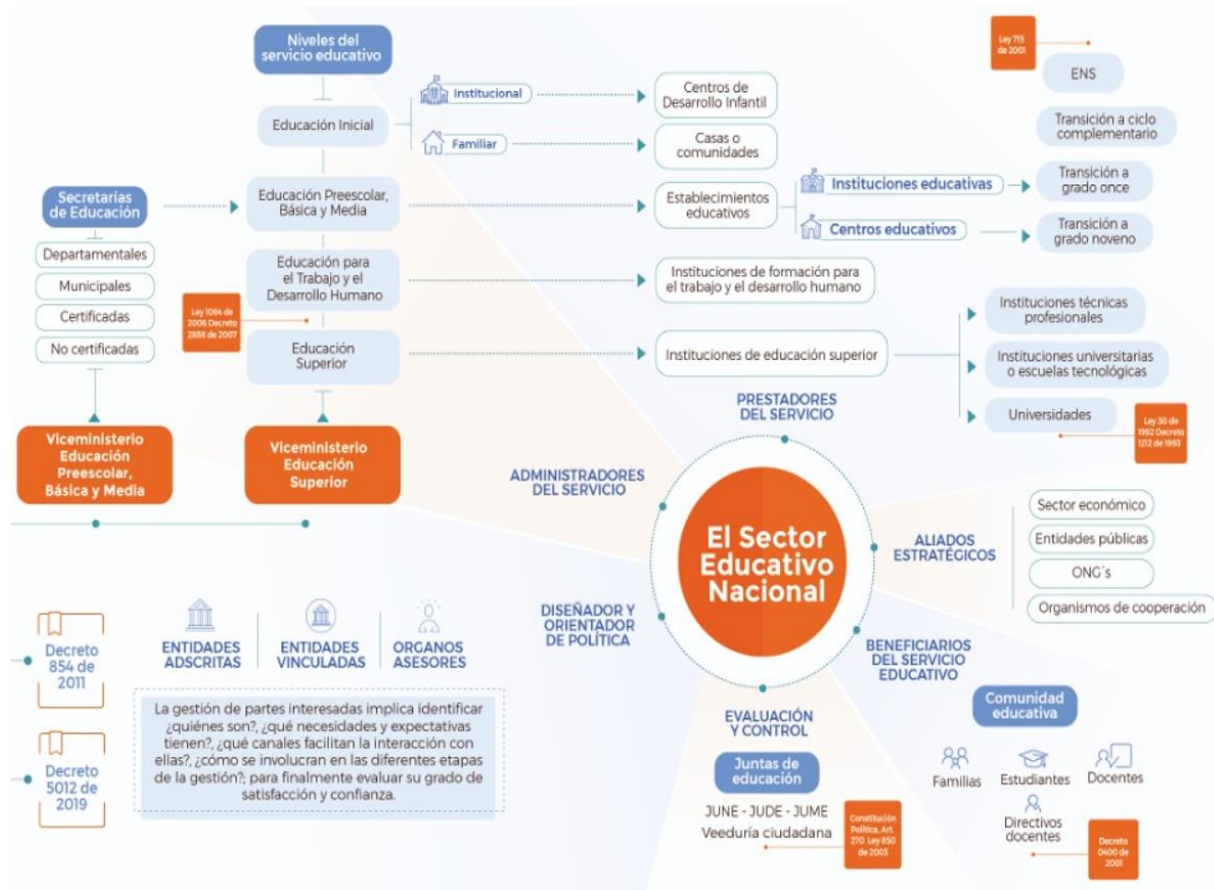 Niveles del
servicio educativo
Educación Inicial
Institucional
Familiar
Centros de
Desarrollo Infantil
Casas o
comunidades
Ley 715
de 2001
ENS
Transición a ciclo
complementario
Secretarías
de Educación
Departamentales
Municipales
Certificadas
No certificadas
Educación Preescolar,
Básica y Media
Establecimientos
educativos
Instituciones educativas
Transición a
grado once
Centros educativos
Transición a
grado noveno
Educación para
el Trabajo y el
Desarrollo Humano
Instituciones de formación para
el trabajo y el desarrollo humano
Ley 1064 de
2006 Decreto
2888 de 2007
Educación
Superior
Instituciones de educación superior
Instituciones técnicas
profesionales
Instituciones universitarias
o escuelas tecnológicas
Universidades
Ley 30 de
1992 Decreto
1212 de 1993
Viceministerio
Educación
Preescolar,
Básica y Media
Viceministerio
Educación
Superior
PRESTADORES
DEL SERVICIO
ADMINISTRADORES
DEL SERVICIO
El Sector
Educativo
Nacional
ALIADOS
ESTRATÉGICOS
Sector económico
Entidades públicas
ONG´s
Organismos de cooperación
DISEÑADOR Y
ORIENTADOR
DE POLÍTICA
Decreto
854 de
2011
Decreto
5012 de
2019
ENTIDADES
ADSCRITAS
ENTIDADES
VINCULADAS
ORGANOS
ASESORES
La gestión de partes interesadas implica identificar
¿quiénes son?, ¿qué necesidades y expectativas
tienen?, ¿qué canales facilitan la interacción con
ellas?, ¿cómo se involucran en las diferentes etapas
de la gestión?; para finalmente evaluar su grado de
satisfacción y confianza.
EVALUACIÓN
Y CONTROL
Juntas de
educación
JUNE - JUDE - JUME
Veeduría ciudadana
Constitución
Política, Art.
270. Ley 850
de 2003
BENEFICIARIOS
DEL SERVICIO
EDUCATIVO
Comunidad
educativa
Familias
Estudiantes
Docentes
Directivos
docentes
Decreto
0400 de
2001